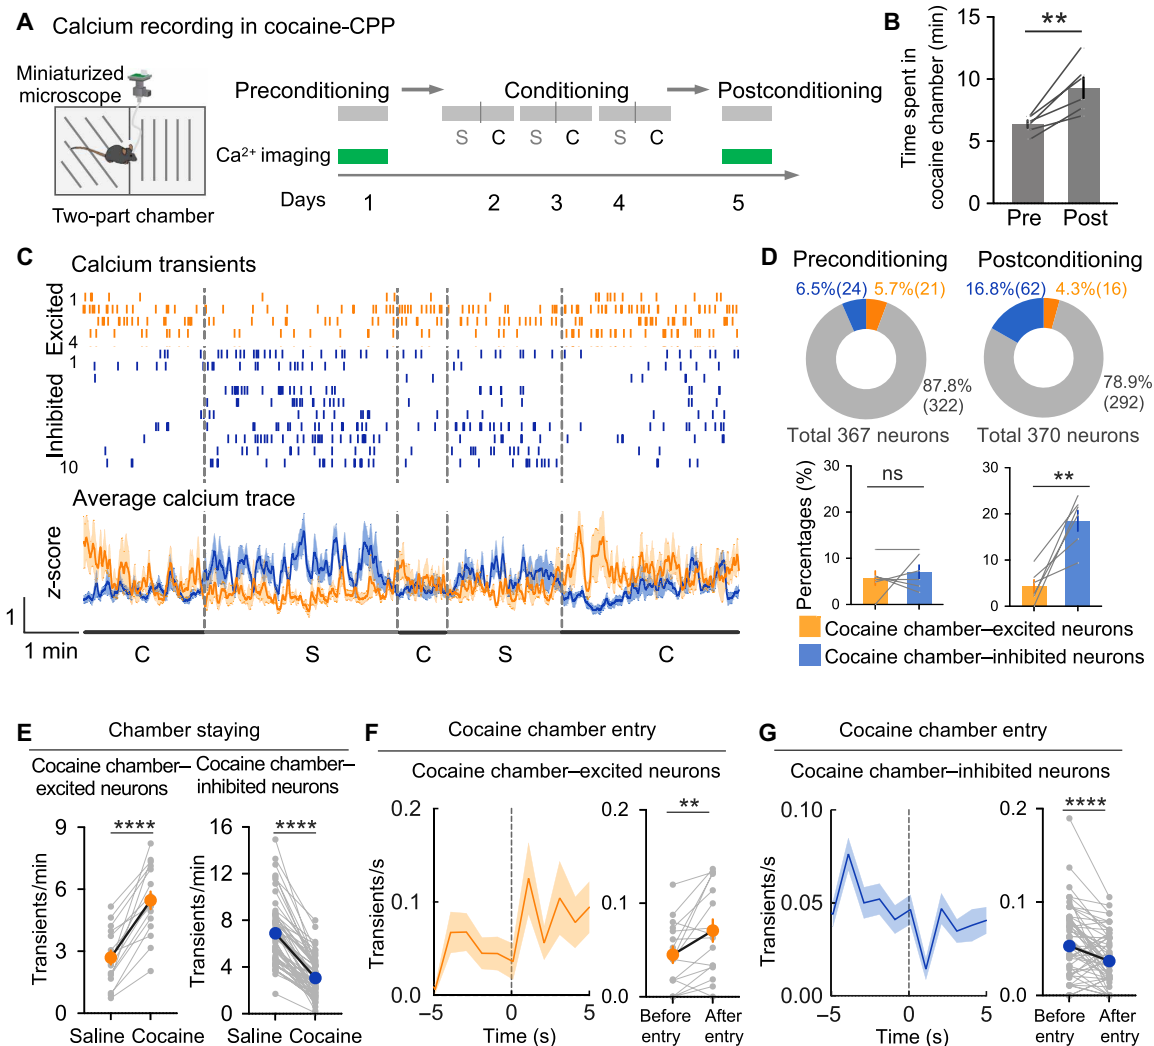 A Calcium recording in cocaine-CPP
Miniaturized
microscope
Two-part chamber
Preconditioning
Conditioning
Postconditioning
S C S C S C
Ca²⁺ imaging
Days 1 2 3 4 5
B
Time spent in
cocaine chamber (min)
15
10
5
0
**
Pre Post
C
Calcium transients
Excited
1
4
Inhibited
1
10
Average calcium trace
z-score
1
1 min
C S C S C
D
Preconditioning
6.5%(24) 5.7%(21)
87.8%
(322)
Total 367 neurons
Postconditioning
16.8%(62) 4.3%(16)
78.9%
(292)
Total 370 neurons
Percentages (%)
30
20
10
0
ns
30
20
10
0
**
Cocaine chamber–excited neurons
Cocaine chamber–inhibited neurons
E
Chamber staying
Cocaine chamber–
excited neurons
Transients/min
9
6
3
0
****
Saline Cocaine
Cocaine chamber–
inhibited neurons
Transients/min
16
12
8
4
0
****
Saline Cocaine
F
Cocaine chamber entry
Cocaine chamber–excited neurons
Transients/s
0.2
0.1
0.0
−5 0 5
Time (s)
0.2
0.1
0.0
**
Before
entry
After
entry
G
Cocaine chamber entry
Cocaine chamber–inhibited neurons
Transients/s
0.10
0.05
0.00
−5 0 5
Time (s)
0.2
0.1
0.0
****
Before
entry
After
entry